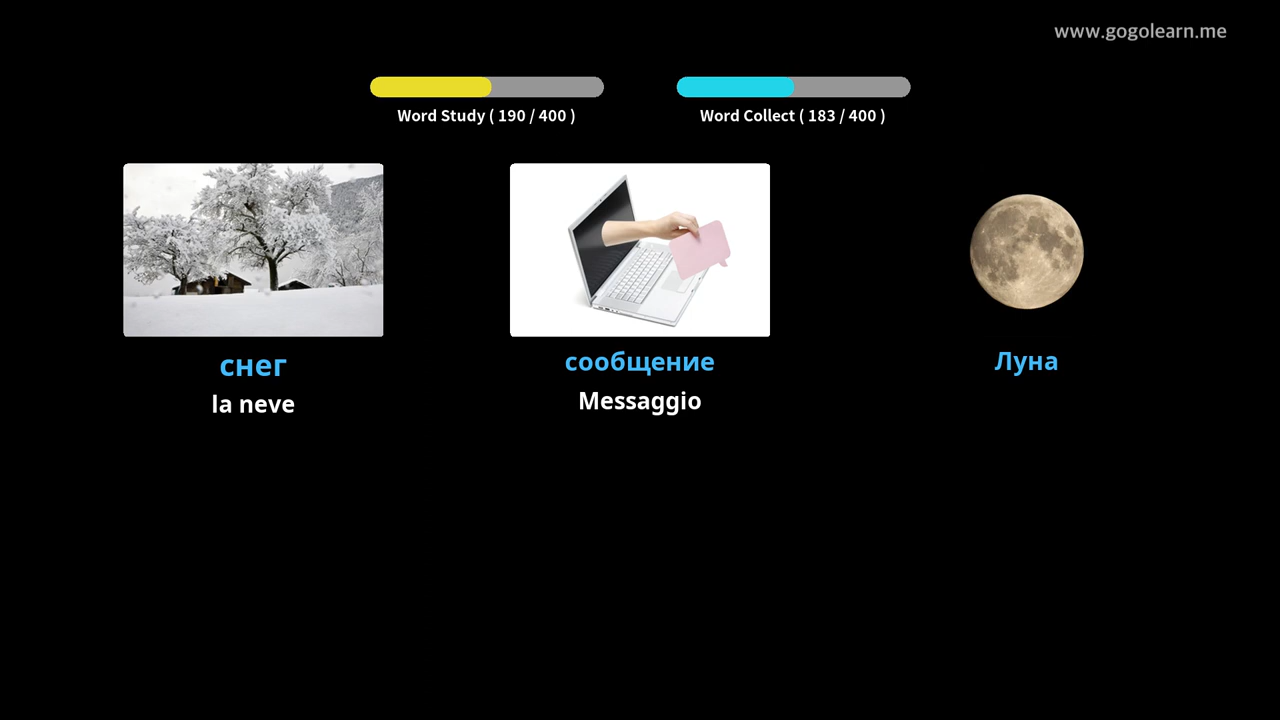 www.gogolearn.me
Word Study ( 190 / 400 )
Word Collect ( 183 / 400 )
снег
la neve
сообщение
Messaggio
Луна